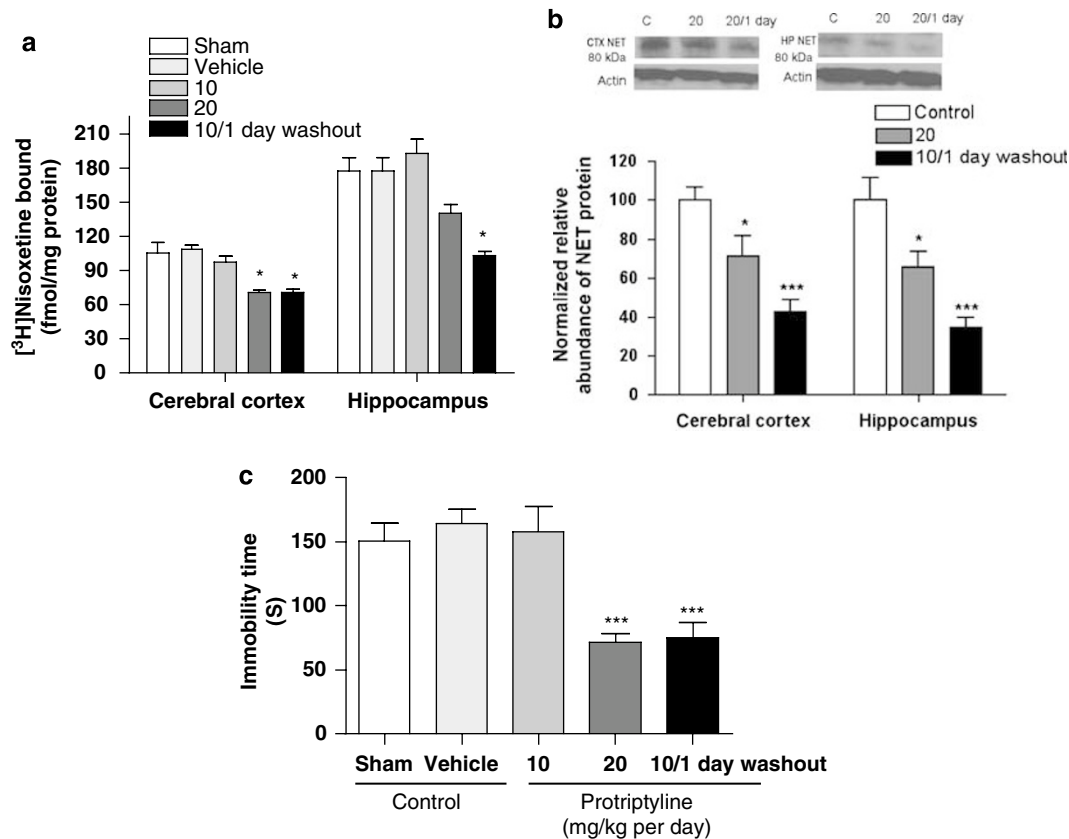 a
Sham
Vehicle
10
20
10/1 day washout
[³H]Nisoxetine bound
(fmol/mg protein)
210
180
150
120
90
60
30
0
* * *
Cerebral cortex Hippocampus
b
C 20 20/1 day C 20 20/1 day
CTX NET HP NET
80 kDa 80 kDa
Actin Actin
Control
20
10/1 day washout
Normalized relative
abundance of NET protein
120
100
80
60
40
20
0
* *** * ***
Cerebral cortex Hippocampus
c
Immobility time
(S)
200
150
100
50
0
*** ***
Sham Vehicle 10 20 10/1 day washout
Control Protriptyline
(mg/kg per day)